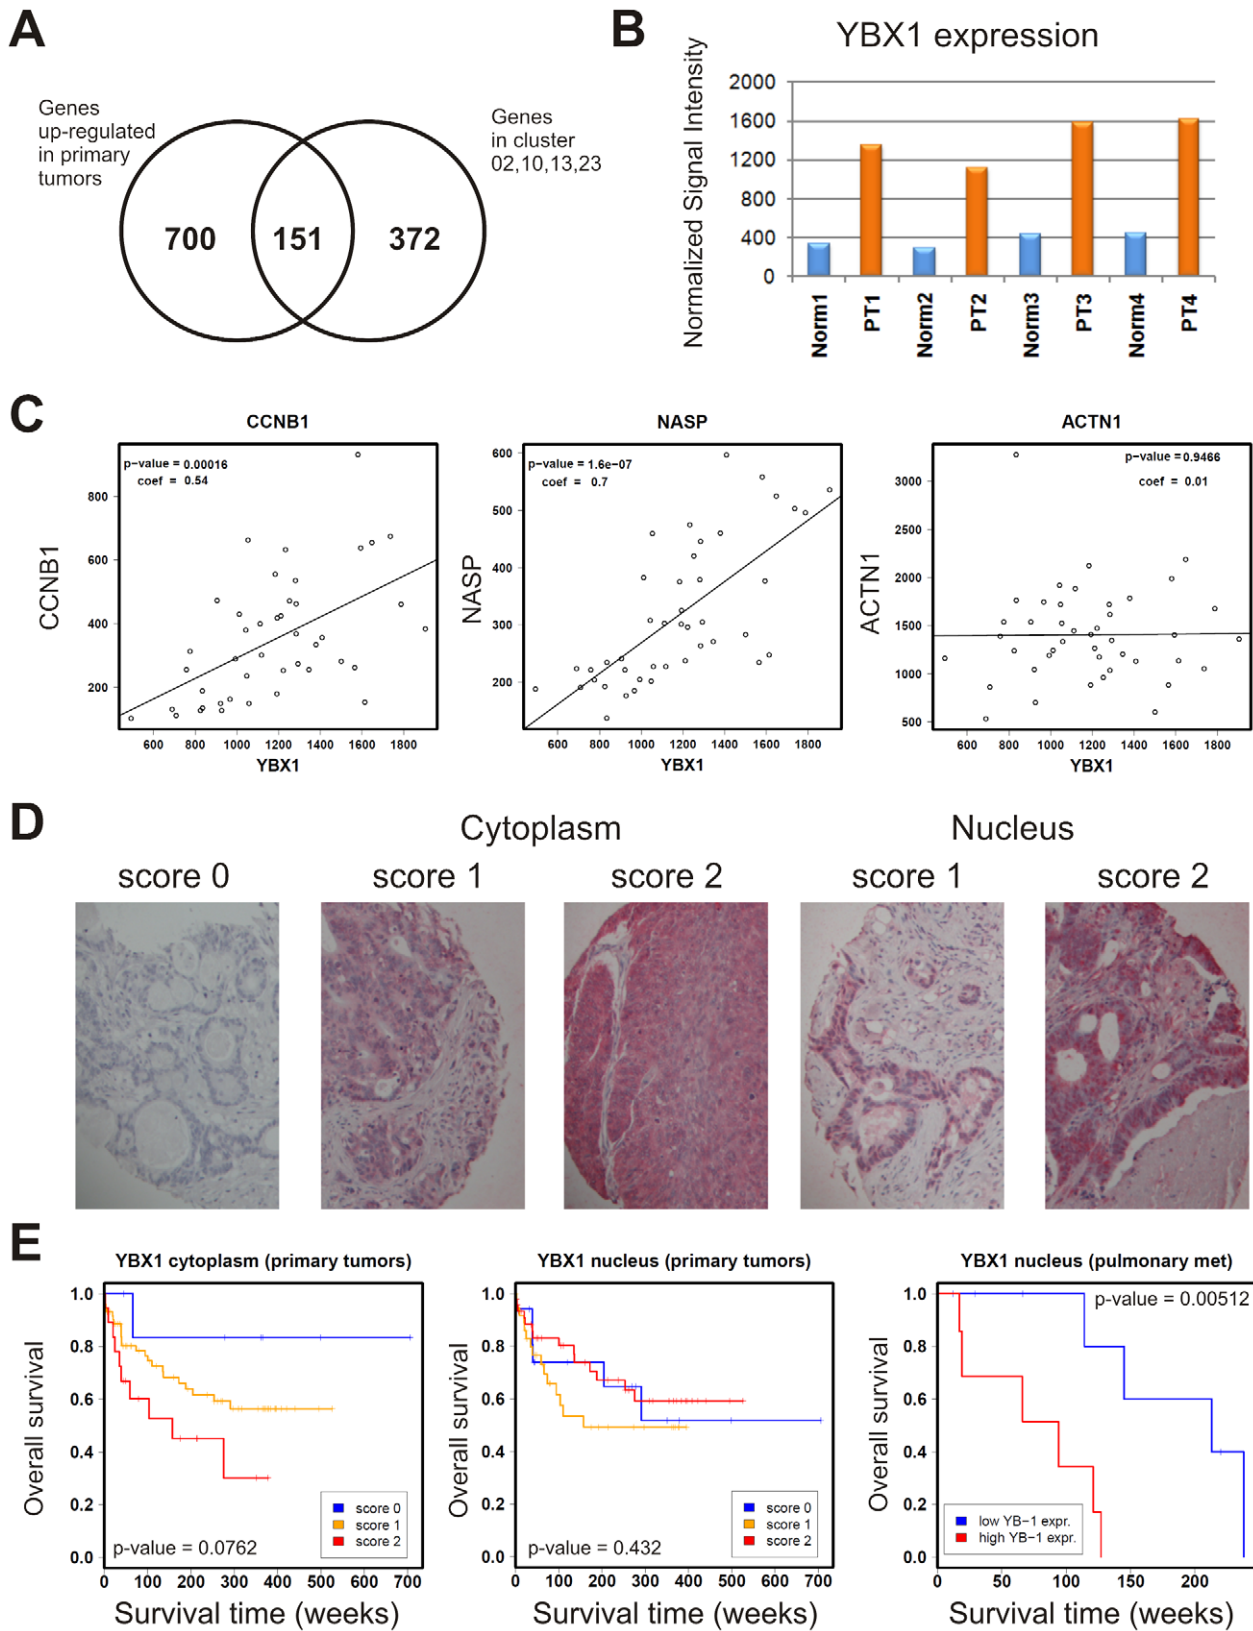 A
Genes
up-regulated
in primary
tumors
Genes
in cluster
02,10,13,23
700
151
372
B
YBX1 expression
Normalized Signal Intensity
2000
1600
1200
800
400
0
Norm1
PT1
Norm2
PT2
Norm3
PT3
Norm4
PT4
C
CCNB1
p-value = 0.00016
coef = 0.54
CCNB1
800
600
400
200
600 800 1000 1200 1400 1600 1800
YBX1
NASP
p-value = 1.6e-07
coef = 0.7
NASP
600
500
400
300
200
600 800 1000 1200 1400 1600 1800
YBX1
ACTN1
p-value = 0.9466
coef = 0.01
ACTN1
3000
2500
2000
1500
1000
500
600 800 1000 1200 1400 1600 1800
YBX1
D
Cytoplasm
Nucleus
score 0
score 1
score 2
score 1
score 2
E
YBX1 cytoplasm (primary tumors)
Overall survival
1.0
0.8
0.6
0.4
0.2
0.0
score 0
score 1
score 2
p-value = 0.0762
0 100 200 300 400 500 600 700
Survival time (weeks)
YBX1 nucleus (primary tumors)
Overall survival
1.0
0.8
0.6
0.4
0.2
0.0
score 0
score 1
score 2
p-value = 0.432
0 100 200 300 400 500 600 700
Survival time (weeks)
YBX1 nucleus (pulmonary met)
p-value = 0.00512
Overall survival
1.0
0.8
0.6
0.4
0.2
0.0
low YB-1 expr.
high YB-1 expr.
0 50 100 150 200
Survival time (weeks)